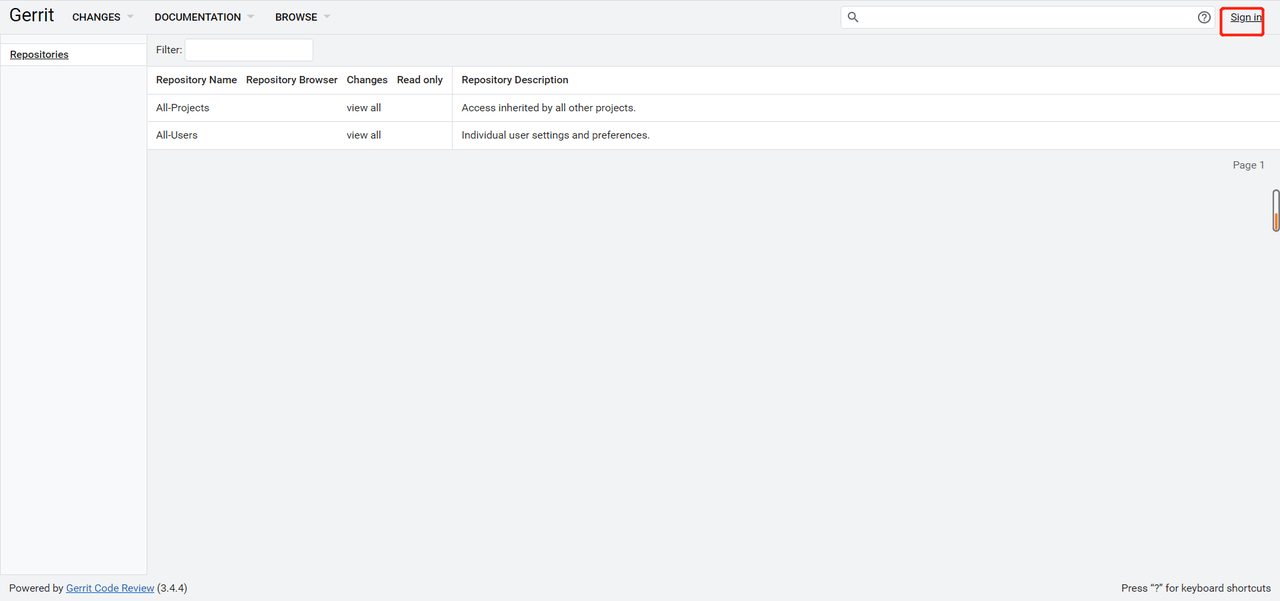 Gerrit CHANGES DOCUMENTATION BROWSE Sign in
Repositories
Filter:
Repository Name Repository Browser Changes Read only Repository Description
All-Projects view all Access inherited by all other projects.
All-Users view all Individual user settings and preferences.
Page 1
Powered by Gerrit Code Review (3.4.4) Press “?” for keyboard shortcuts